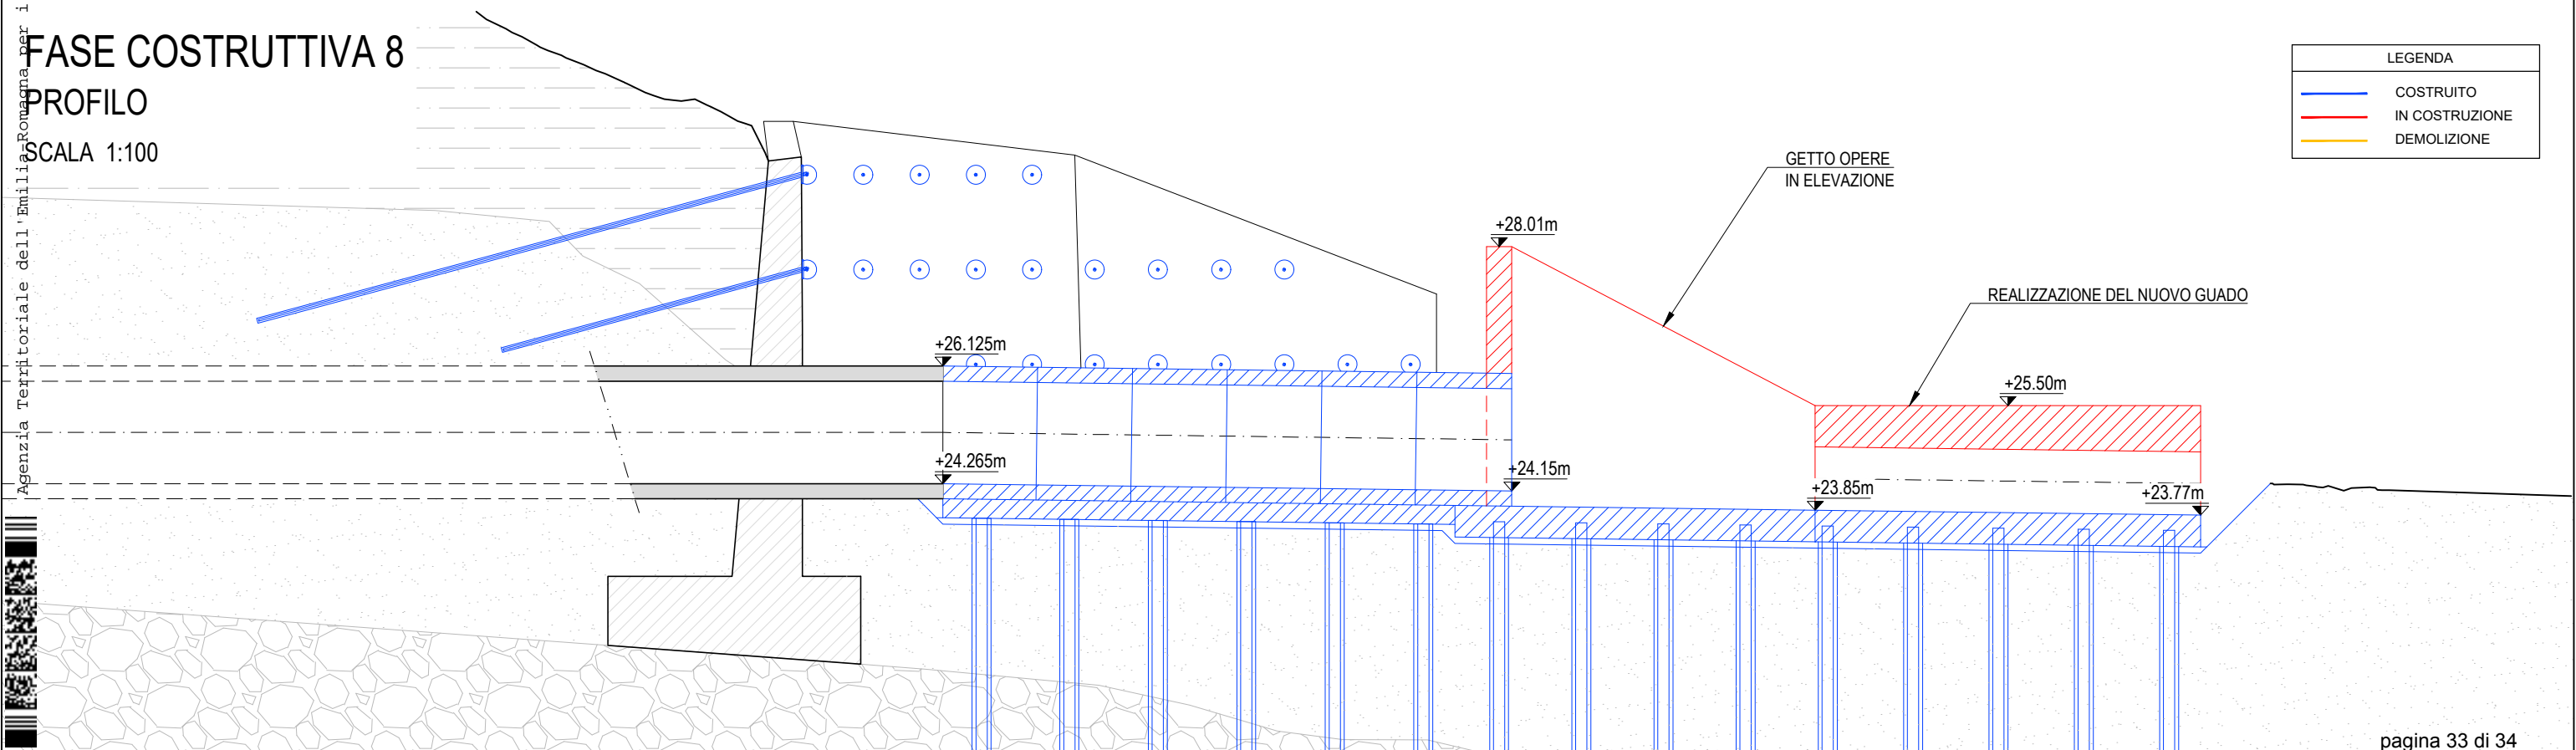 Agenzia Territoriale dell'Emilia-Romagna per i
FASE COSTRUTTIVA 8
PROFILO
SCALA 1:100
LEGENDA
COSTRUITO
IN COSTRUZIONE
DEMOLIZIONE
GETTO OPERE
IN ELEVAZIONE
+28.01m
REALIZZAZIONE DEL NUOVO GUADO
+26.125m
+25.50m
+24.265m
+24.15m
+23.85m
+23.77m
pagina 33 di 34